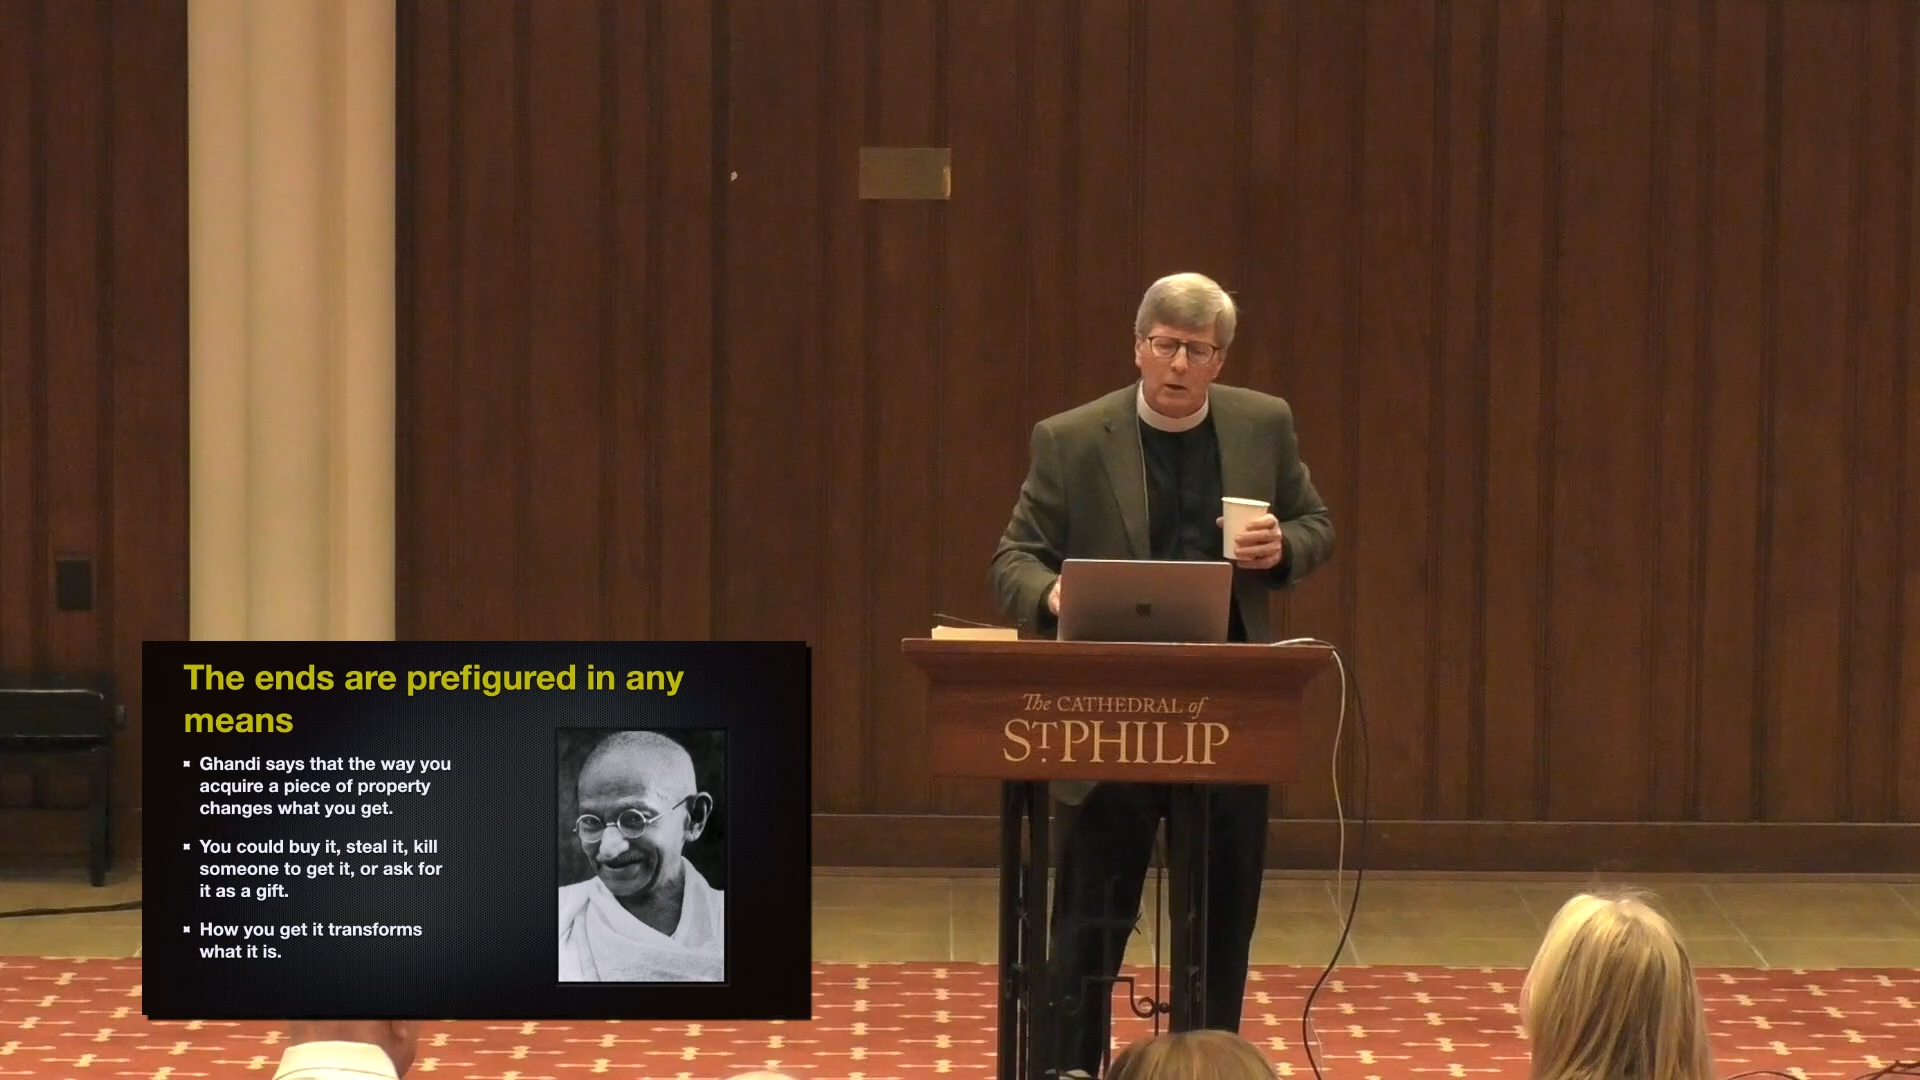 The ends are prefigured in any
means
Ghandi says that the way you
acquire a piece of property
changes what you get.
You could buy it, steal it, kill
someone to get it, or ask for
it as a gift.
How you get it transforms
what it is.
The CATHEDRAL of
ST. PHILIP